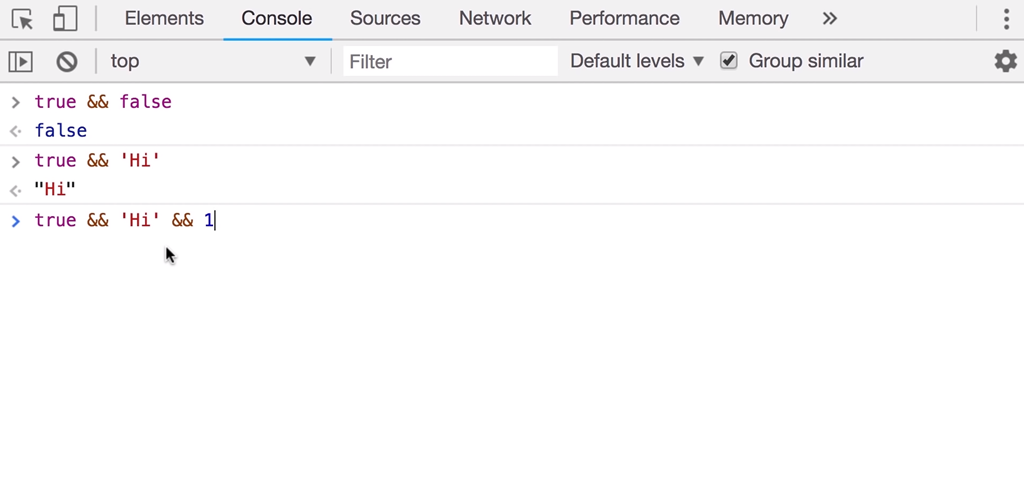 Elements Console Sources Network Performance Memory »
top ▼ Filter Default levels ▼ Group similar
> true && false
< false
> true && 'Hi'
< "Hi"
> true && 'Hi' && 1